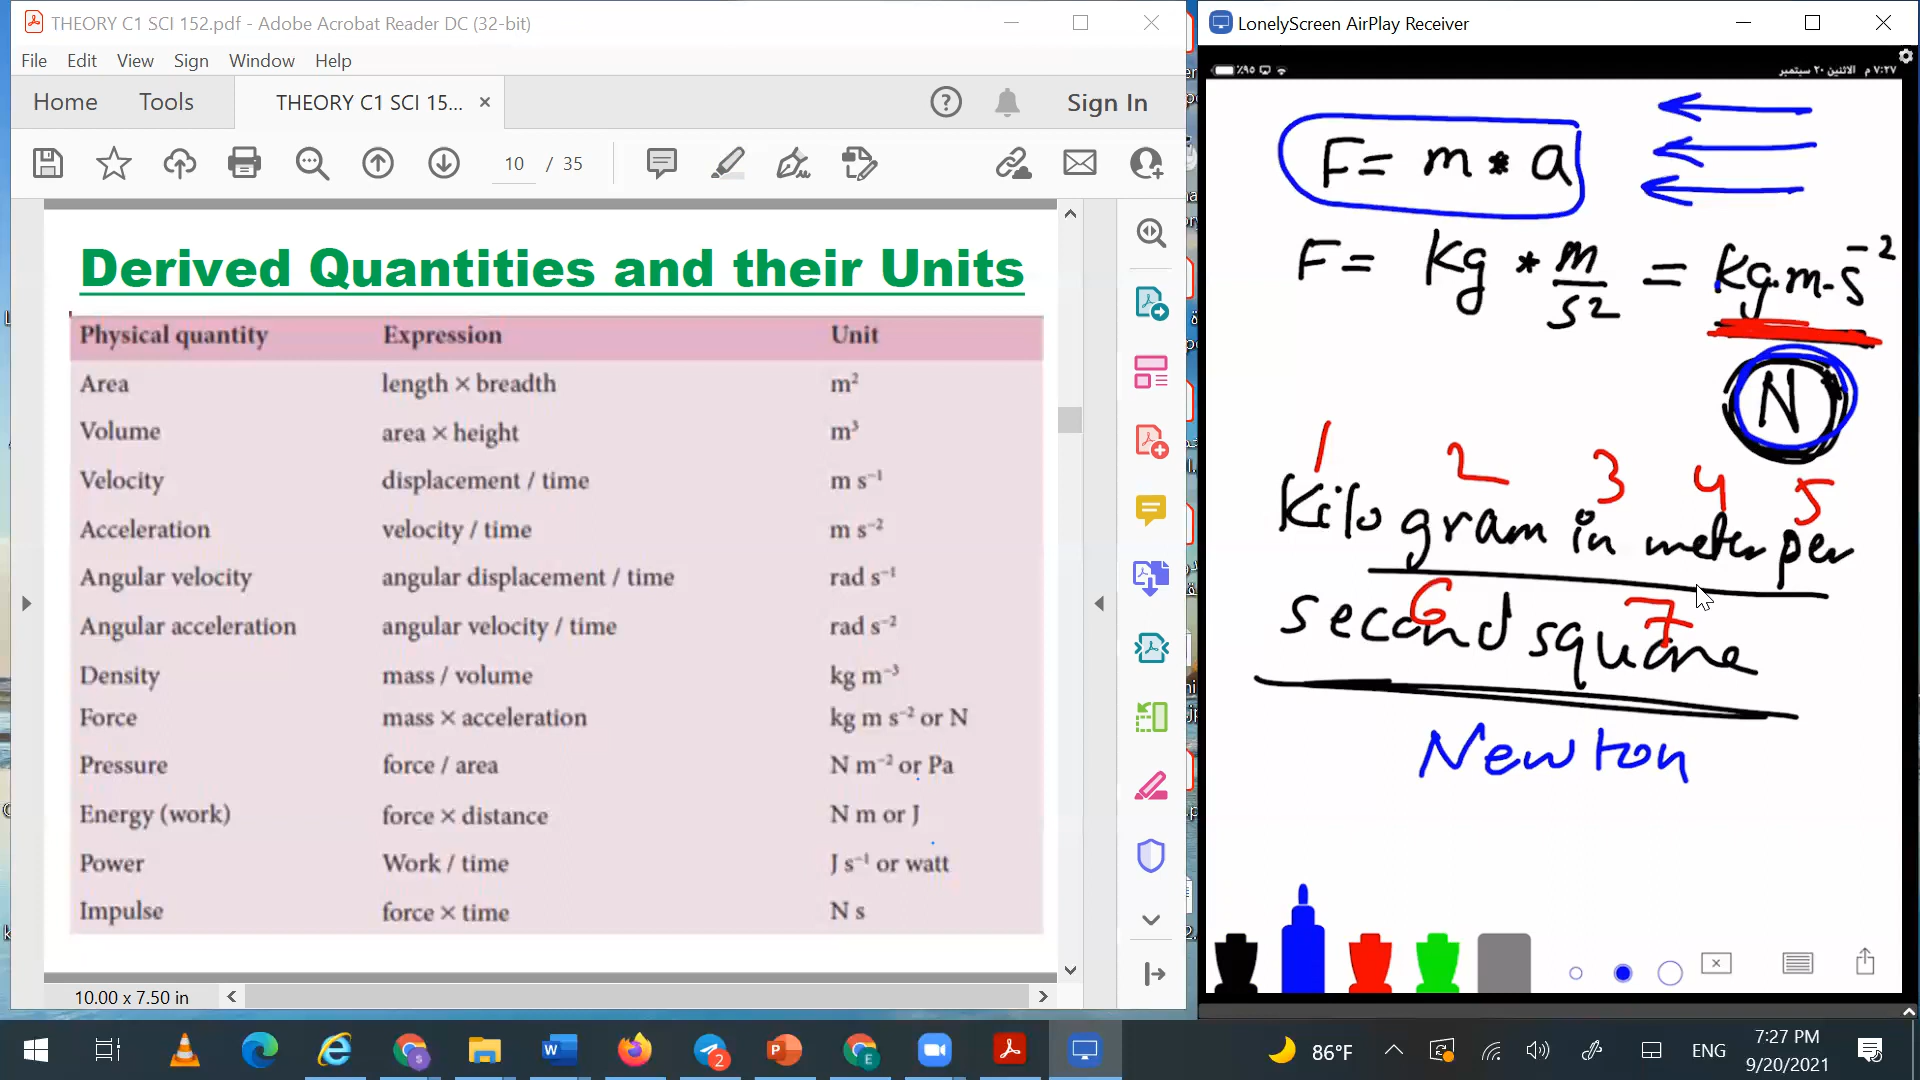 THEORY C1 SCI 152.pdf - Adobe Acrobat Reader DC (32-bit)
File Edit View Sign Window Help
Home Tools THEORY C1 SCI 15... × Sign In
10 / 35
Derived Quantities and their Units
Physical quantity Expression Unit
Area length × breadth m²
Volume area × height m³
Velocity displacement / time m s⁻¹
Acceleration velocity / time m s⁻²
Angular velocity angular displacement / time rad s⁻¹
Angular acceleration angular velocity / time rad s⁻²
Density mass / volume kg m⁻³
Force mass × acceleration kg m s⁻² or N
Pressure force / area N m⁻² or Pa
Energy (work) force × distance N m or J
Power Work / time J s⁻¹ or watt
Impulse force × time N s
10.00 x 7.50 in
LonelyScreen AirPlay Receiver
٧:٢٧ م الاثنين ٢٠ سبتمبر
٪٩٥
F = m * a
F = Kg * m/s² = Kg.m.s⁻²
N
1 2 3 4 5
Kilo gram in meter per
6 7
second square
Newton
86°F ENG 7:27 PM
9/20/2021